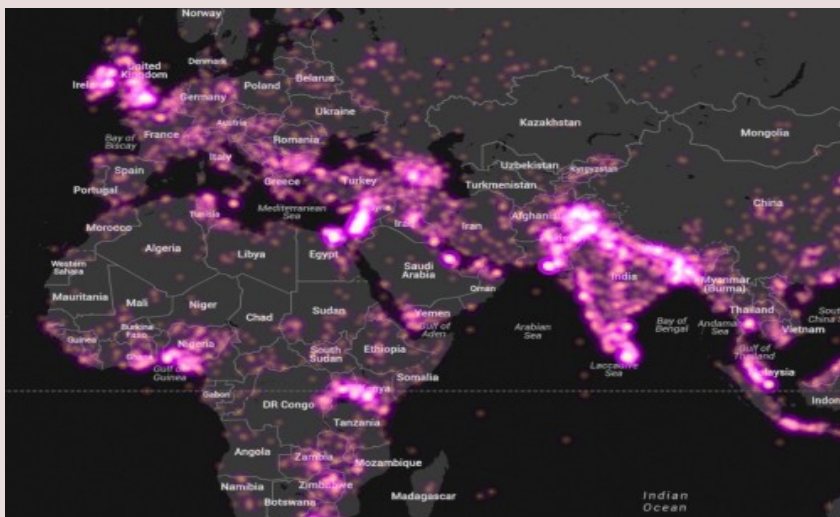 Norway
Denmark
United
Kingdom
Ireland
Belarus
Poland
Germany
Ukraine
Kazakhstan
Mongolia
Austria
France
Bay of
Biscay
Romania
Italy
Uzbekistan
Kyrgyzstan
Spain
Portugal
Greece
Turkey
Turkmenistan
China
Mediterranean
Sea
Tunisia
Morocco
Iran
Algeria
Libya
Egypt
Western
Sahara
Saudi
Arabia
India
Myanmar
(Burma)
Oman
Mauritania
Mali
Niger
Chad
Sudan
Yemen
Gulf of
Aden
Arabian
Sea
Bay of
Bengal
Thailand
Vietnam
Guinea
Burkina
Faso
Nigeria
South
Sudan
Ethiopia
Laccadive
Sea
Gulf of
Thailand
Gulf of
Guinea
Somalia
Gabon
DR Congo
Tanzania
Angola
Zambia
Mozambique
Namibia
Zimbabwe
Botswana
Madagascar
Indian
Ocean